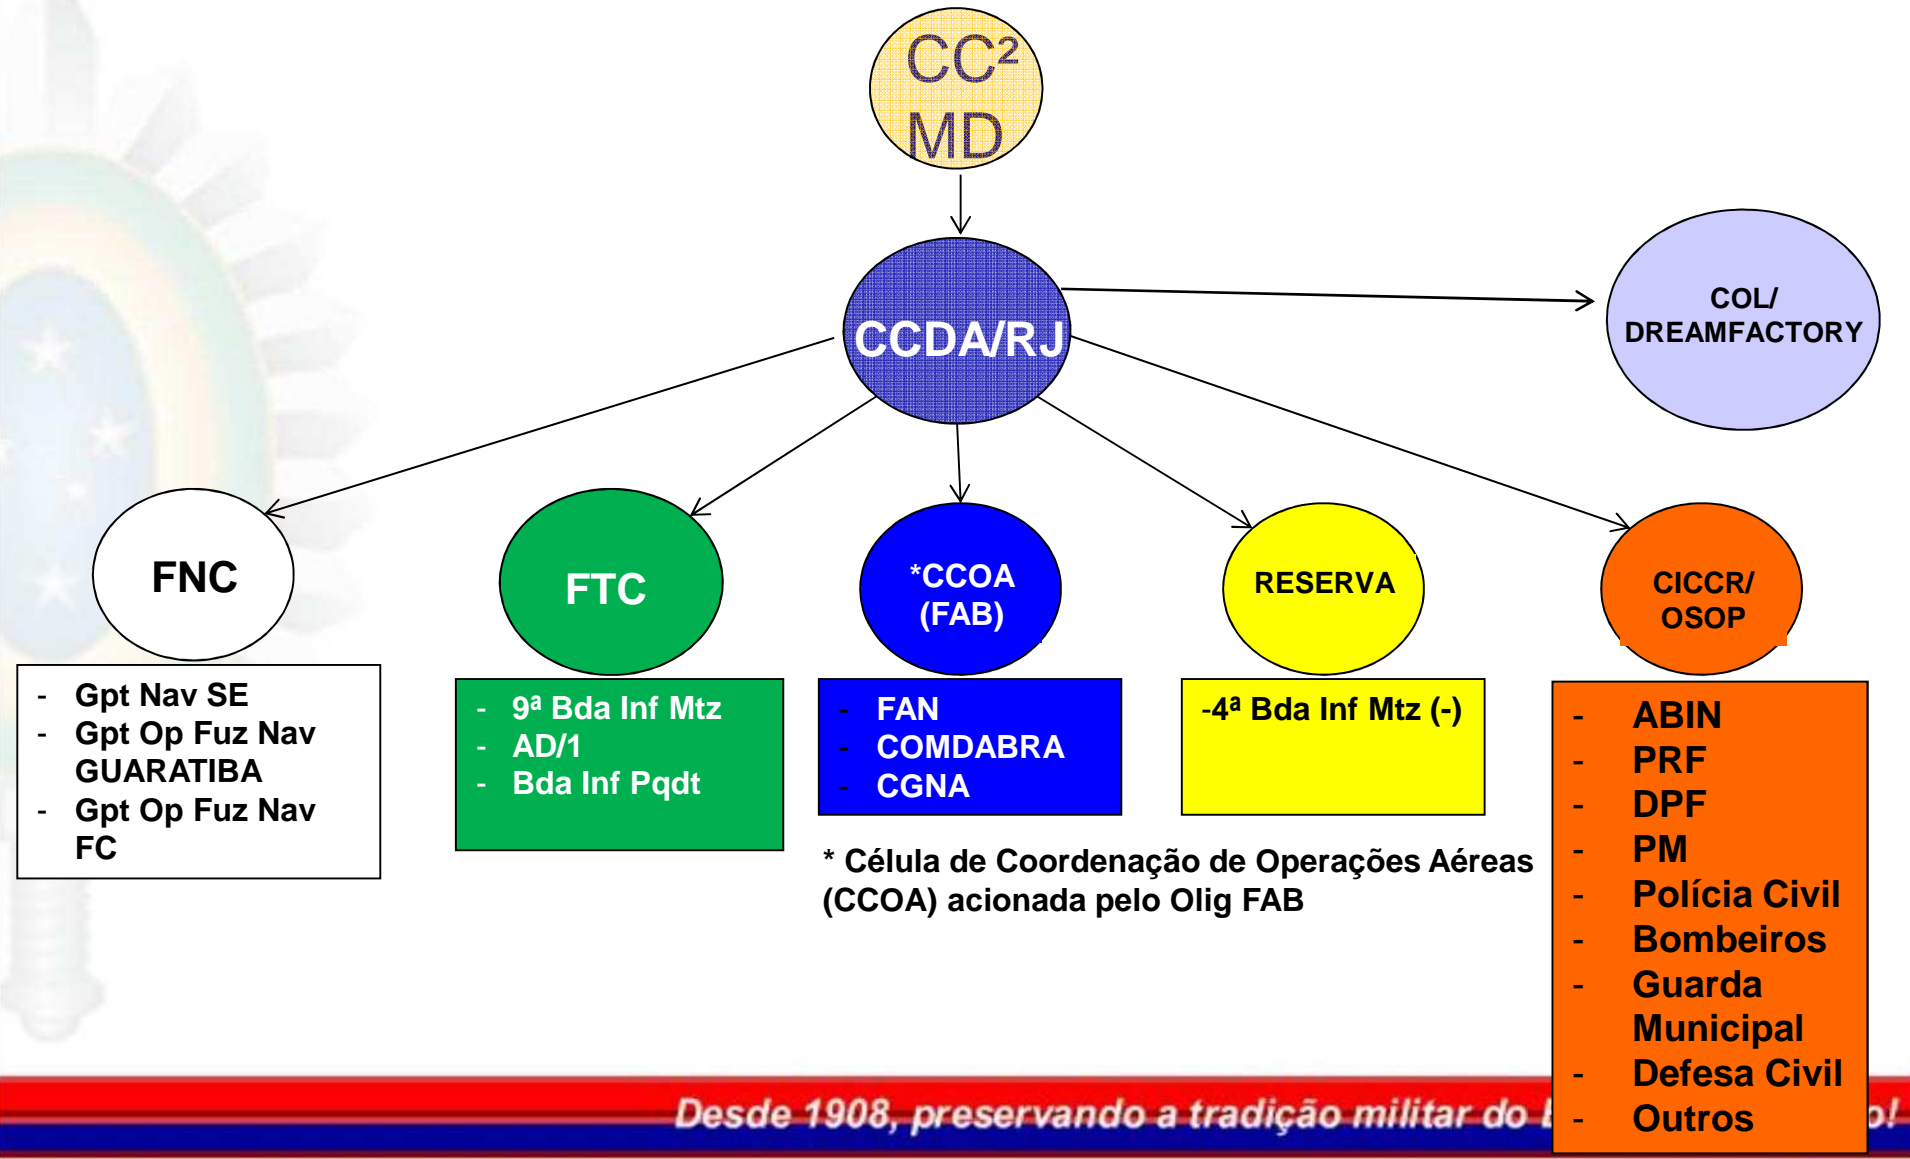 CC²
MD
CCDA/RJ
COL/
DREAMFACTORY
FNC
FTC
*CCOA
(FAB)
RESERVA
CICCR/
OSOP
- Gpt Nav SE
- Gpt Op Fuz Nav
GUARATIBA
- Gpt Op Fuz Nav
FC
- 9ª Bda Inf Mtz
- AD/1
- Bda Inf Pqdt
- FAN
- COMDABRA
- CGNA
-4ª Bda Inf Mtz (-)
- ABIN
- PRF
- DPF
- PM
- Polícia Civil
- Bombeiros
- Guarda
Municipal
- Defesa Civil
- Outros
* Célula de Coordenação de Operações Aéreas
(CCOA) acionada pelo Olig FAB
Desde 1908, preservando a tradição militar do